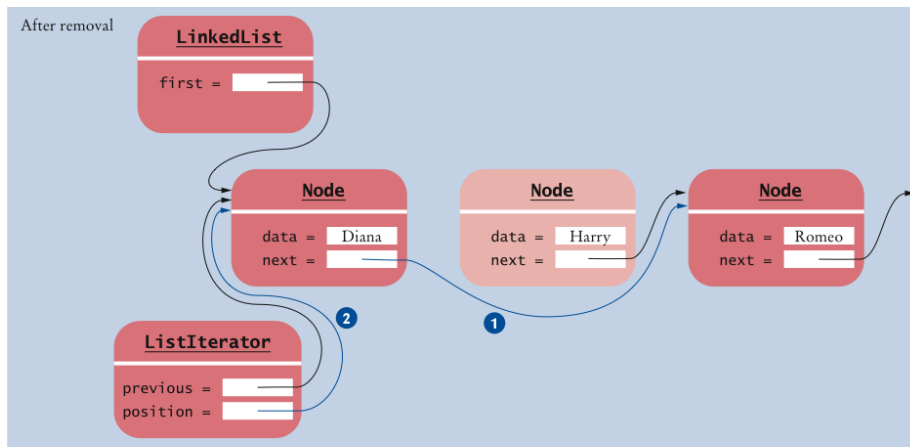 After removal
LinkedList
first =
Node
data = Diana
next =
Node
data = Harry
next =
Node
data = Romeo
next =
1
2
ListIterator
previous =
position =